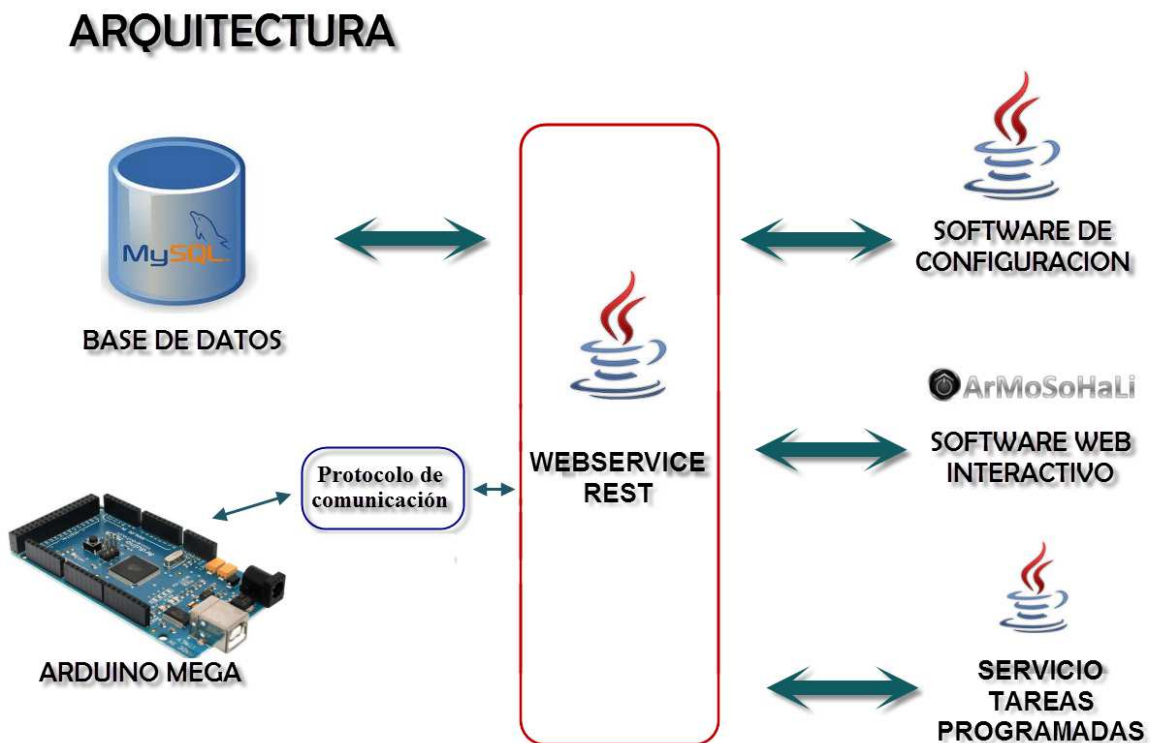 ARQUITECTURA
MySQL
BASE DE DATOS
Protocolo de
comunicación
ARDUINO MEGA
WEBSERVICE
REST
SOFTWARE DE
CONFIGURACION
ArMoSoHaLi
SOFTWARE WEB
INTERACTIVO
SERVICIO
TAREAS
PROGRAMADAS